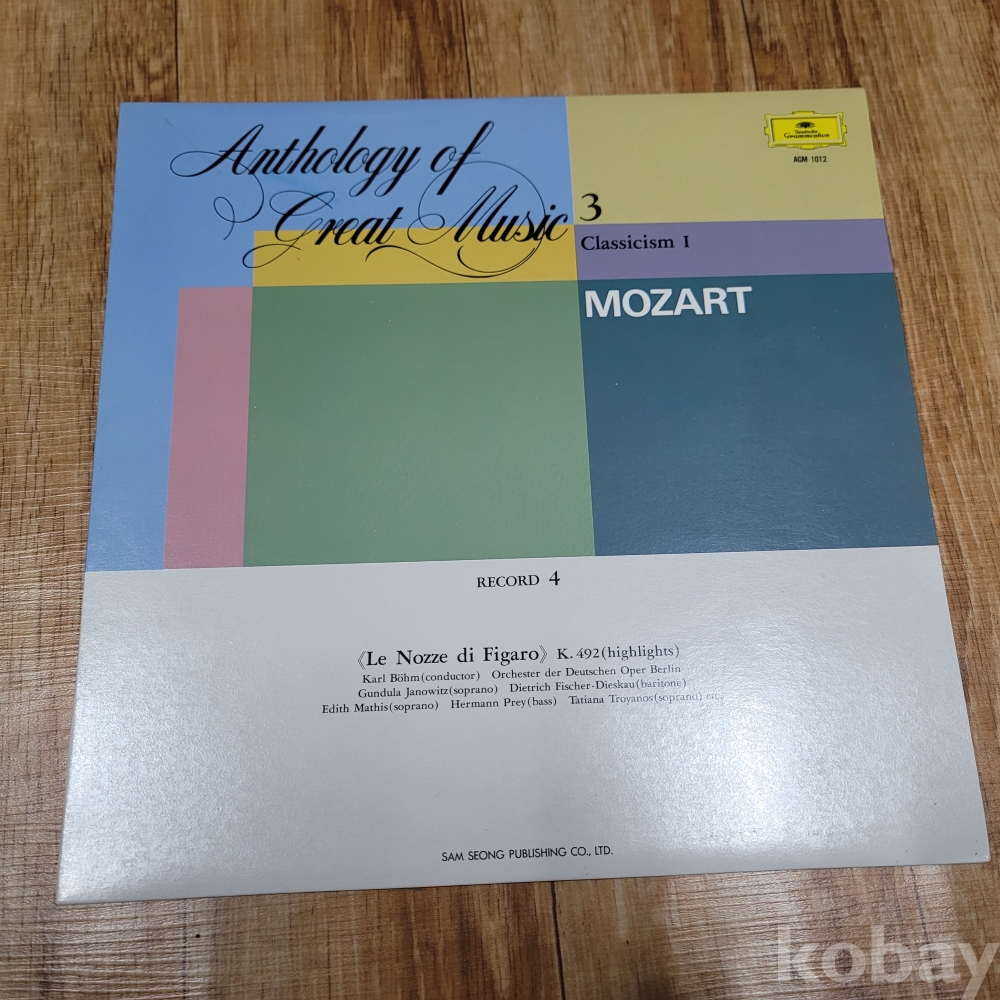 Anthology of
Great Music 3
Deutsche
Grammophon
AGM 1012
Classicism I
MOZART
RECORD 4
《Le Nozze di Figaro》 K. 492(highlights)
Karl Böhm(conductor) Orchester der Deutschen Oper Berlin
Gundula Janowitz(soprano) Dietrich Fischer-Dieskau(baritone)
Edith Mathis(soprano) Hermann Prey(bass) Tatiana Troyanos(soprano) etc,
SAM SEONG PUBLISHING CO., LTD.
kobay